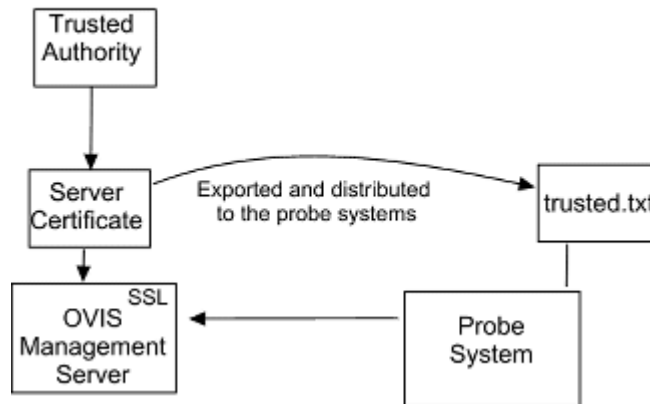 Trusted
Authority
Server
Certificate
Exported and distributed
to the probe systems
trusted.txt
SSL
OVIS
Management
Server
Probe
System